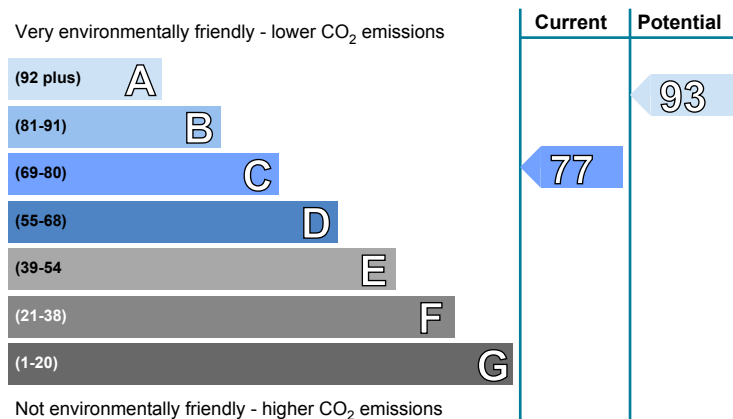 Current Potential
Very environmentally friendly - lower CO2 emissions
(92 plus) A
93
(81-91) B
(69-80) C
77
(55-68) D
(39-54 E
(21-38) F
(1-20) G
Not environmentally friendly - higher CO2 emissions